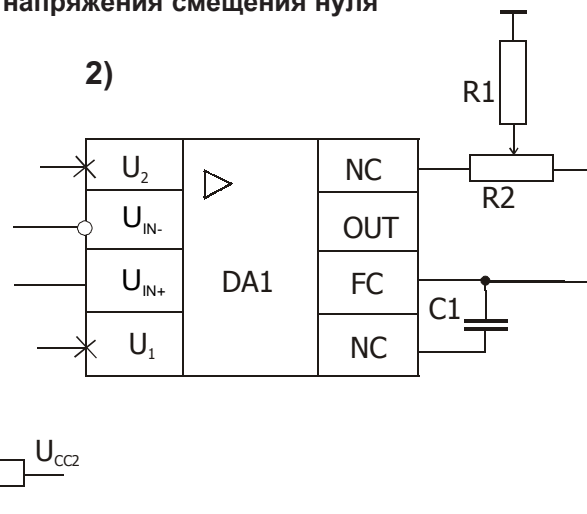 напряжения смещения нуля
2)
R1
R2
U2
UIN-
UIN+
U1
DA1
NC
OUT
FC
NC
C1
UCC2